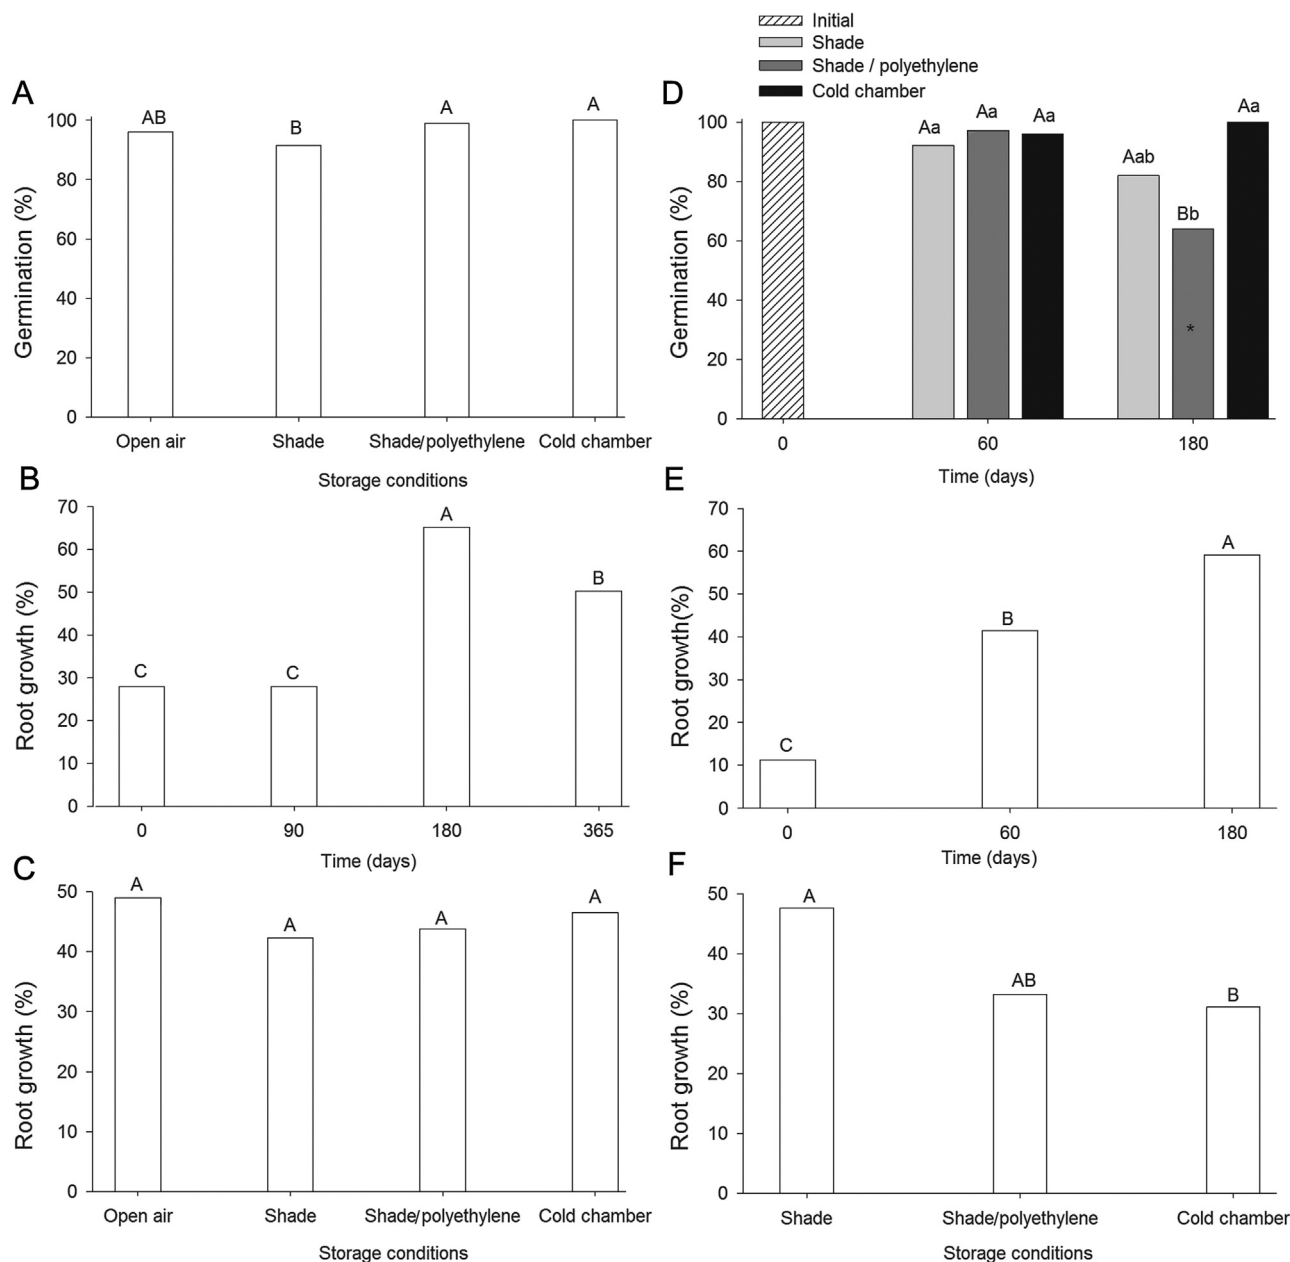 A
AB
B
A
A
100
80
60
40
20
0
Germination (%)
Open air Shade Shade/polyethylene Cold chamber
Storage conditions
B
70
60
50
40
30
20
10
0
Root growth (%)
C
C
A
B
0 90 180 365
Time (days)
C
50
40
30
20
10
0
Root growth (%)
A
A
A
A
Open air Shade Shade/polyethylene Cold chamber
Storage conditions
Initial
Shade
Shade / polyethylene
Cold chamber
D
100
80
60
40
20
0
Germination (%)
Aa
Aa
Aa
Aab
Bb
*
Aa
0 60 180
Time (days)
E
70
60
50
40
30
20
10
0
Root growth(%)
C
B
A
0 60 180
Time (days)
F
50
40
30
20
10
0
Root growth (%)
A
AB
B
Shade Shade/polyethylene Cold chamber
Storage conditions